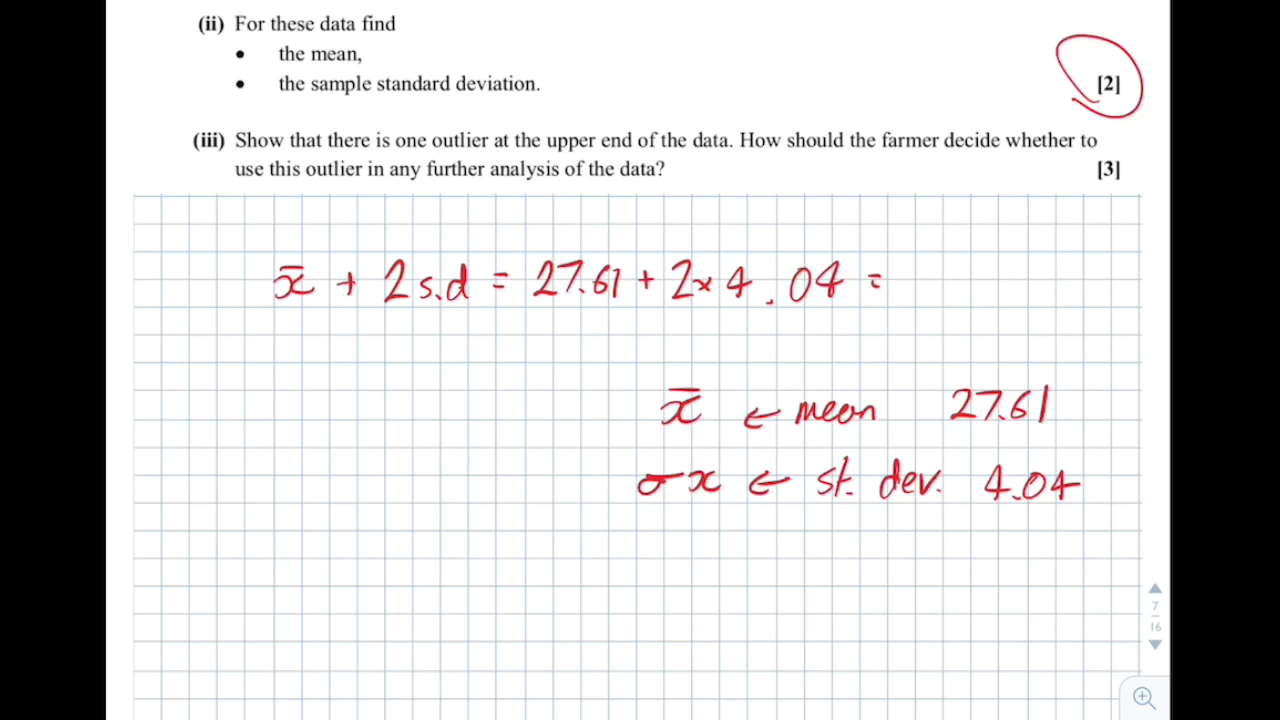 (ii) For these data find
• the mean,
• the sample standard deviation. [2]
(iii) Show that there is one outlier at the upper end of the data. How should the farmer decide whether to
use this outlier in any further analysis of the data? [3]
x̄ + 2 s.d = 27.61 + 2 × 4.04 =
x̄ ← mean 27.61
σx ← st. dev. 4.04
7
16